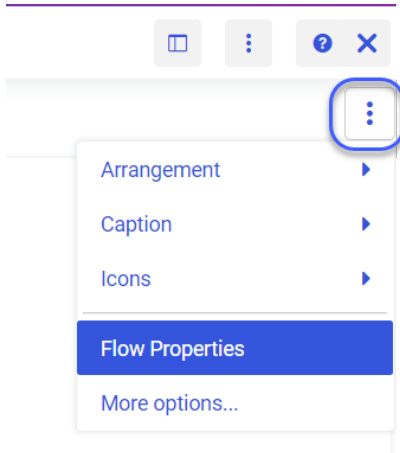 Arrangement
Caption
Icons
Flow Properties
More options...